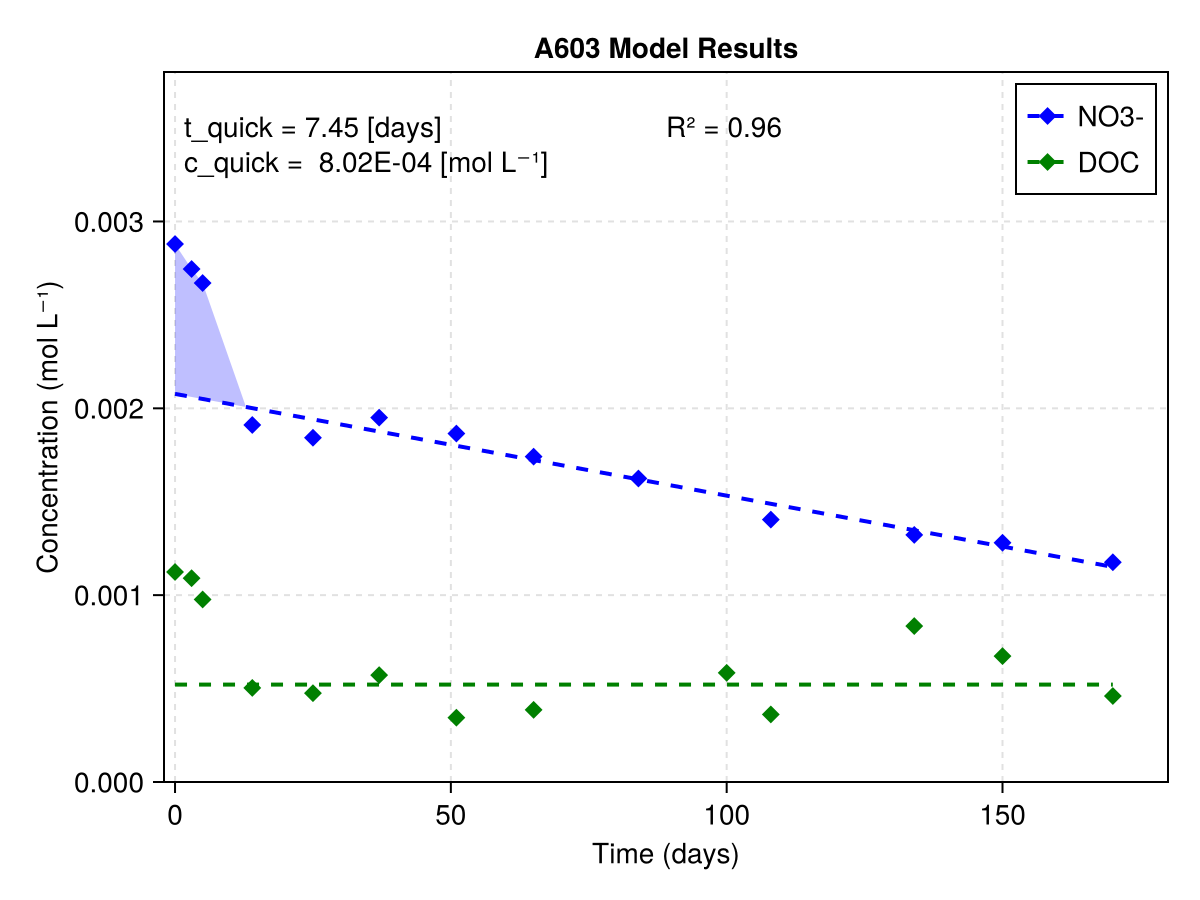 A603 Model Results
t_quick = 7.45 [days]
R² = 0.96
c_quick =  8.02E-04 [mol L⁻¹]
NO3-
DOC
Concentration (mol L⁻¹)
0.003
0.002
0.001
0.000
0
50
100
150
Time (days)